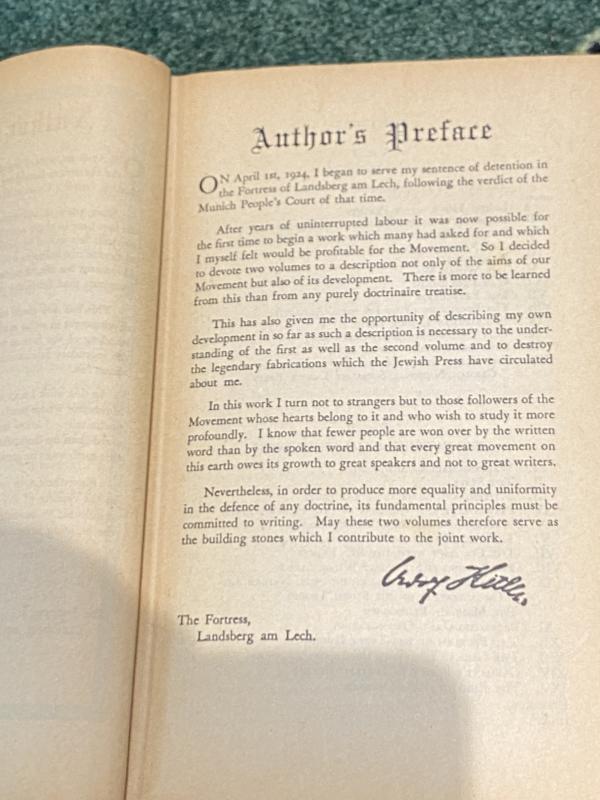 Author's Preface
ON April 1st, 1924, I began to serve my sentence of detention in
the Fortress of Landsberg am Lech, following the verdict of the
Munich People's Court of that time.
After years of uninterrupted labour it was now possible for
the first time to begin a work which many had asked for and which
I myself felt would be profitable for the Movement. So I decided
to devote two volumes to a description not only of the aims of our
Movement but also of its development. There is more to be learned
from this than from any purely doctrinaire treatise.
This has also given me the opportunity of describing my own
development in so far as such a description is necessary to the under-
standing of the first as well as the second volume and to destroy
the legendary fabrications which the Jewish Press have circulated
about me.
In this work I turn not to strangers but to those followers of the
Movement whose hearts belong to it and who wish to study it more
profoundly. I know that fewer people are won over by the written
word than by the spoken word and that every great movement on
this earth owes its growth to great speakers and not to great writers.
Nevertheless, in order to produce more equality and uniformity
in the defence of any doctrine, its fundamental principles must be
committed to writing. May these two volumes therefore serve as
the building stones which I contribute to the joint work.
Adolf Hitler
The Fortress,
Landsberg am Lech.